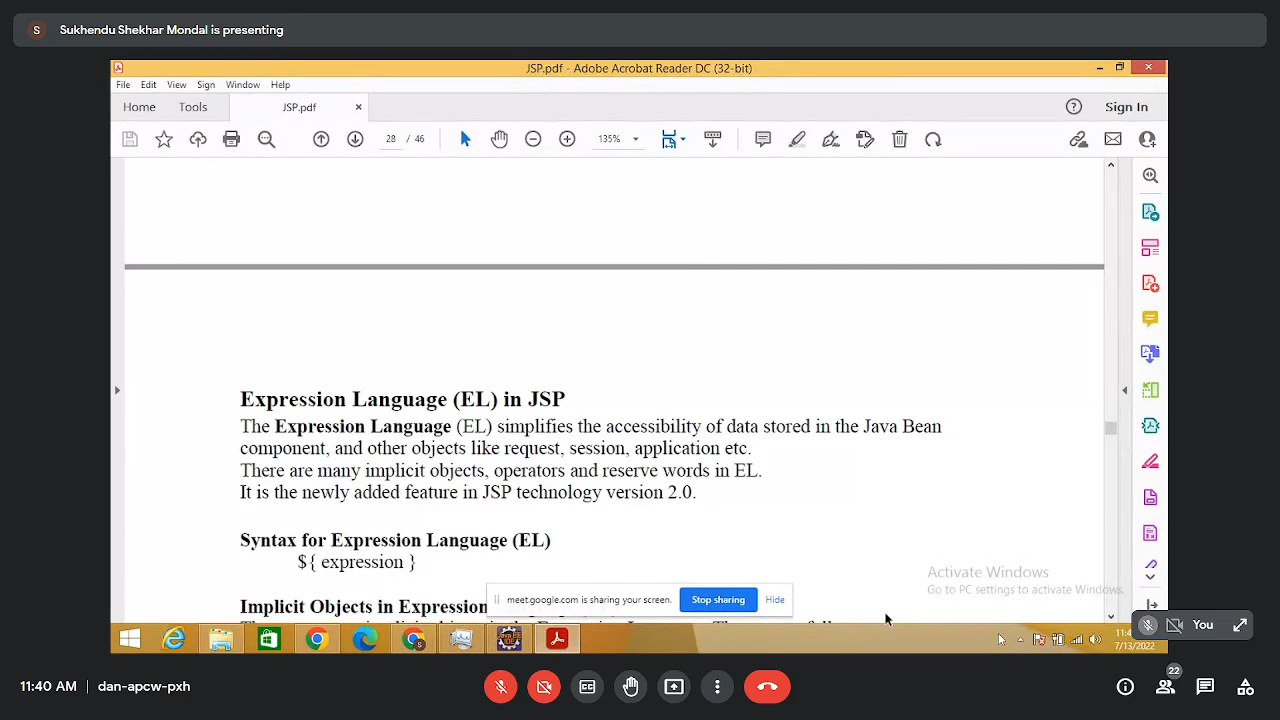 S Sukhendu Shekhar Mondal is presenting
JSP.pdf - Adobe Acrobat Reader DC (32-bit)
File Edit View Sign Window Help
Home Tools JSP.pdf × ? Sign In
28 / 46 135%
Expression Language (EL) in JSP
The Expression Language (EL) simplifies the accessibility of data stored in the Java Bean
component, and other objects like request, session, application etc.
There are many implicit objects, operators and reserve words in EL.
It is the newly added feature in JSP technology version 2.0.
Syntax for Expression Language (EL)
${ expression }
Activate Windows
Go to PC settings to activate Windows.
meet.google.com is sharing your screen. Stop sharing Hide
Implicit Objects in Expression
You
Java EE
IDE
11:4
7/13/2022
11:40 AM | dan-apcw-pxh
22